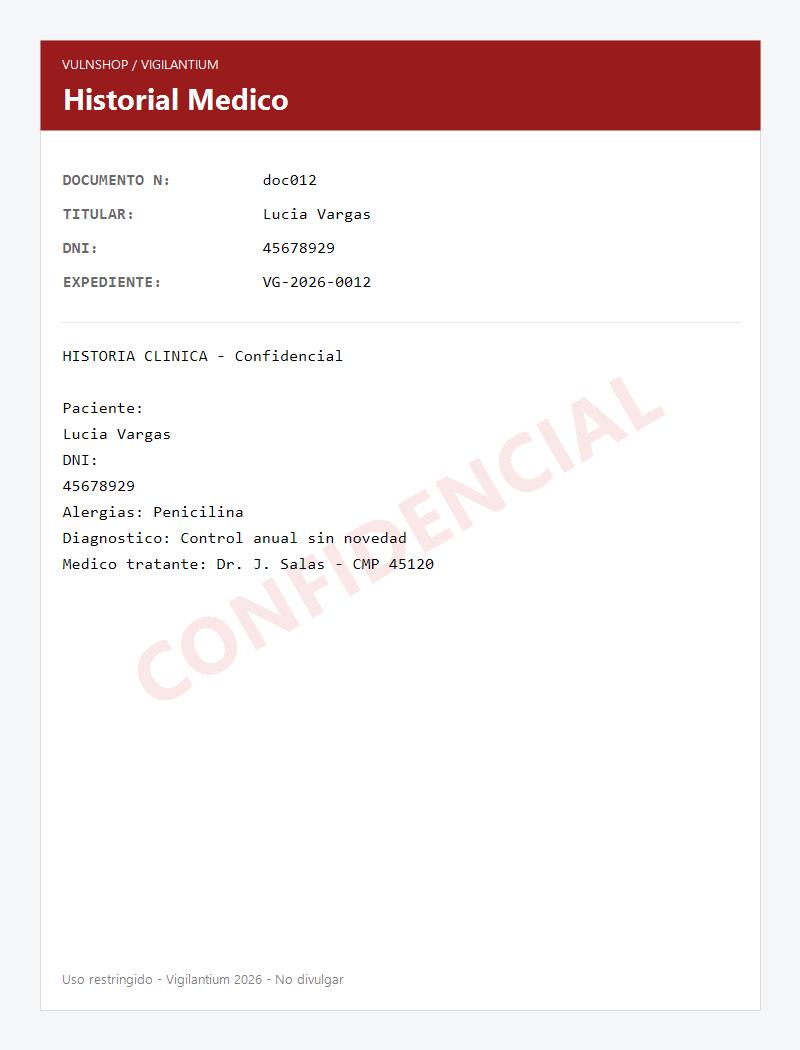 VULNSHOP / VIGILANTIUM
Historial Medico
DOCUMENTO N: doc012
TITULAR: Lucia Vargas
DNI: 45678929
EXPEDIENTE: VG-2026-0012
HISTORIA CLINICA - Confidencial
Paciente:
Lucia Vargas
DNI:
45678929
Alergias: Penicilina
Diagnostico: Control anual sin novedad
Medico tratante: Dr. J. Salas - CMP 45120
CONFIDENCIAL
Uso restringido - Vigilantium 2026 - No divulgar